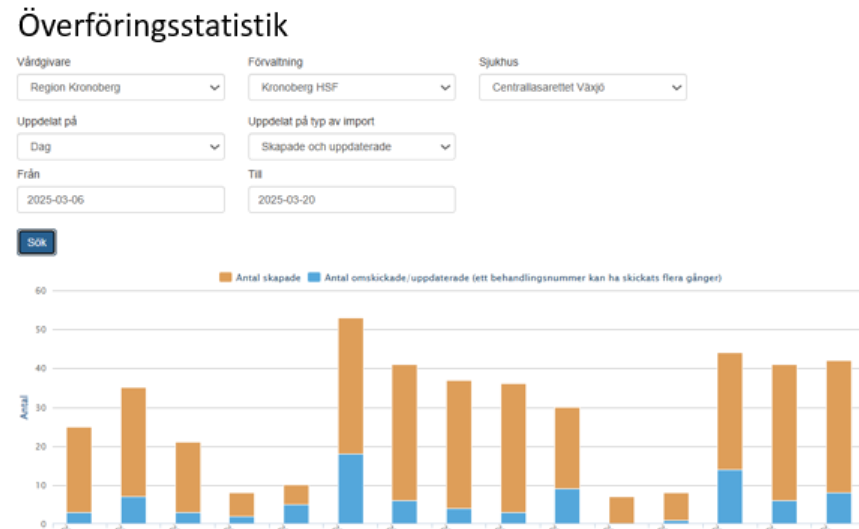 Överföringsstatistik
Vårdgivare Förvaltning Sjukhus
Region Kronoberg Kronoberg HSF Centrallasarettet Växjö
Uppdelat på Uppdelat på typ av import
Dag Skapade och uppdaterade
Från Till
2025-03-06 2025-03-20
Sök
Antal skapade Antal omskickade/uppdaterade (ett behandlingsnummer kan ha skickats flera gånger)
60
50
40
30
20
10
0
Antal